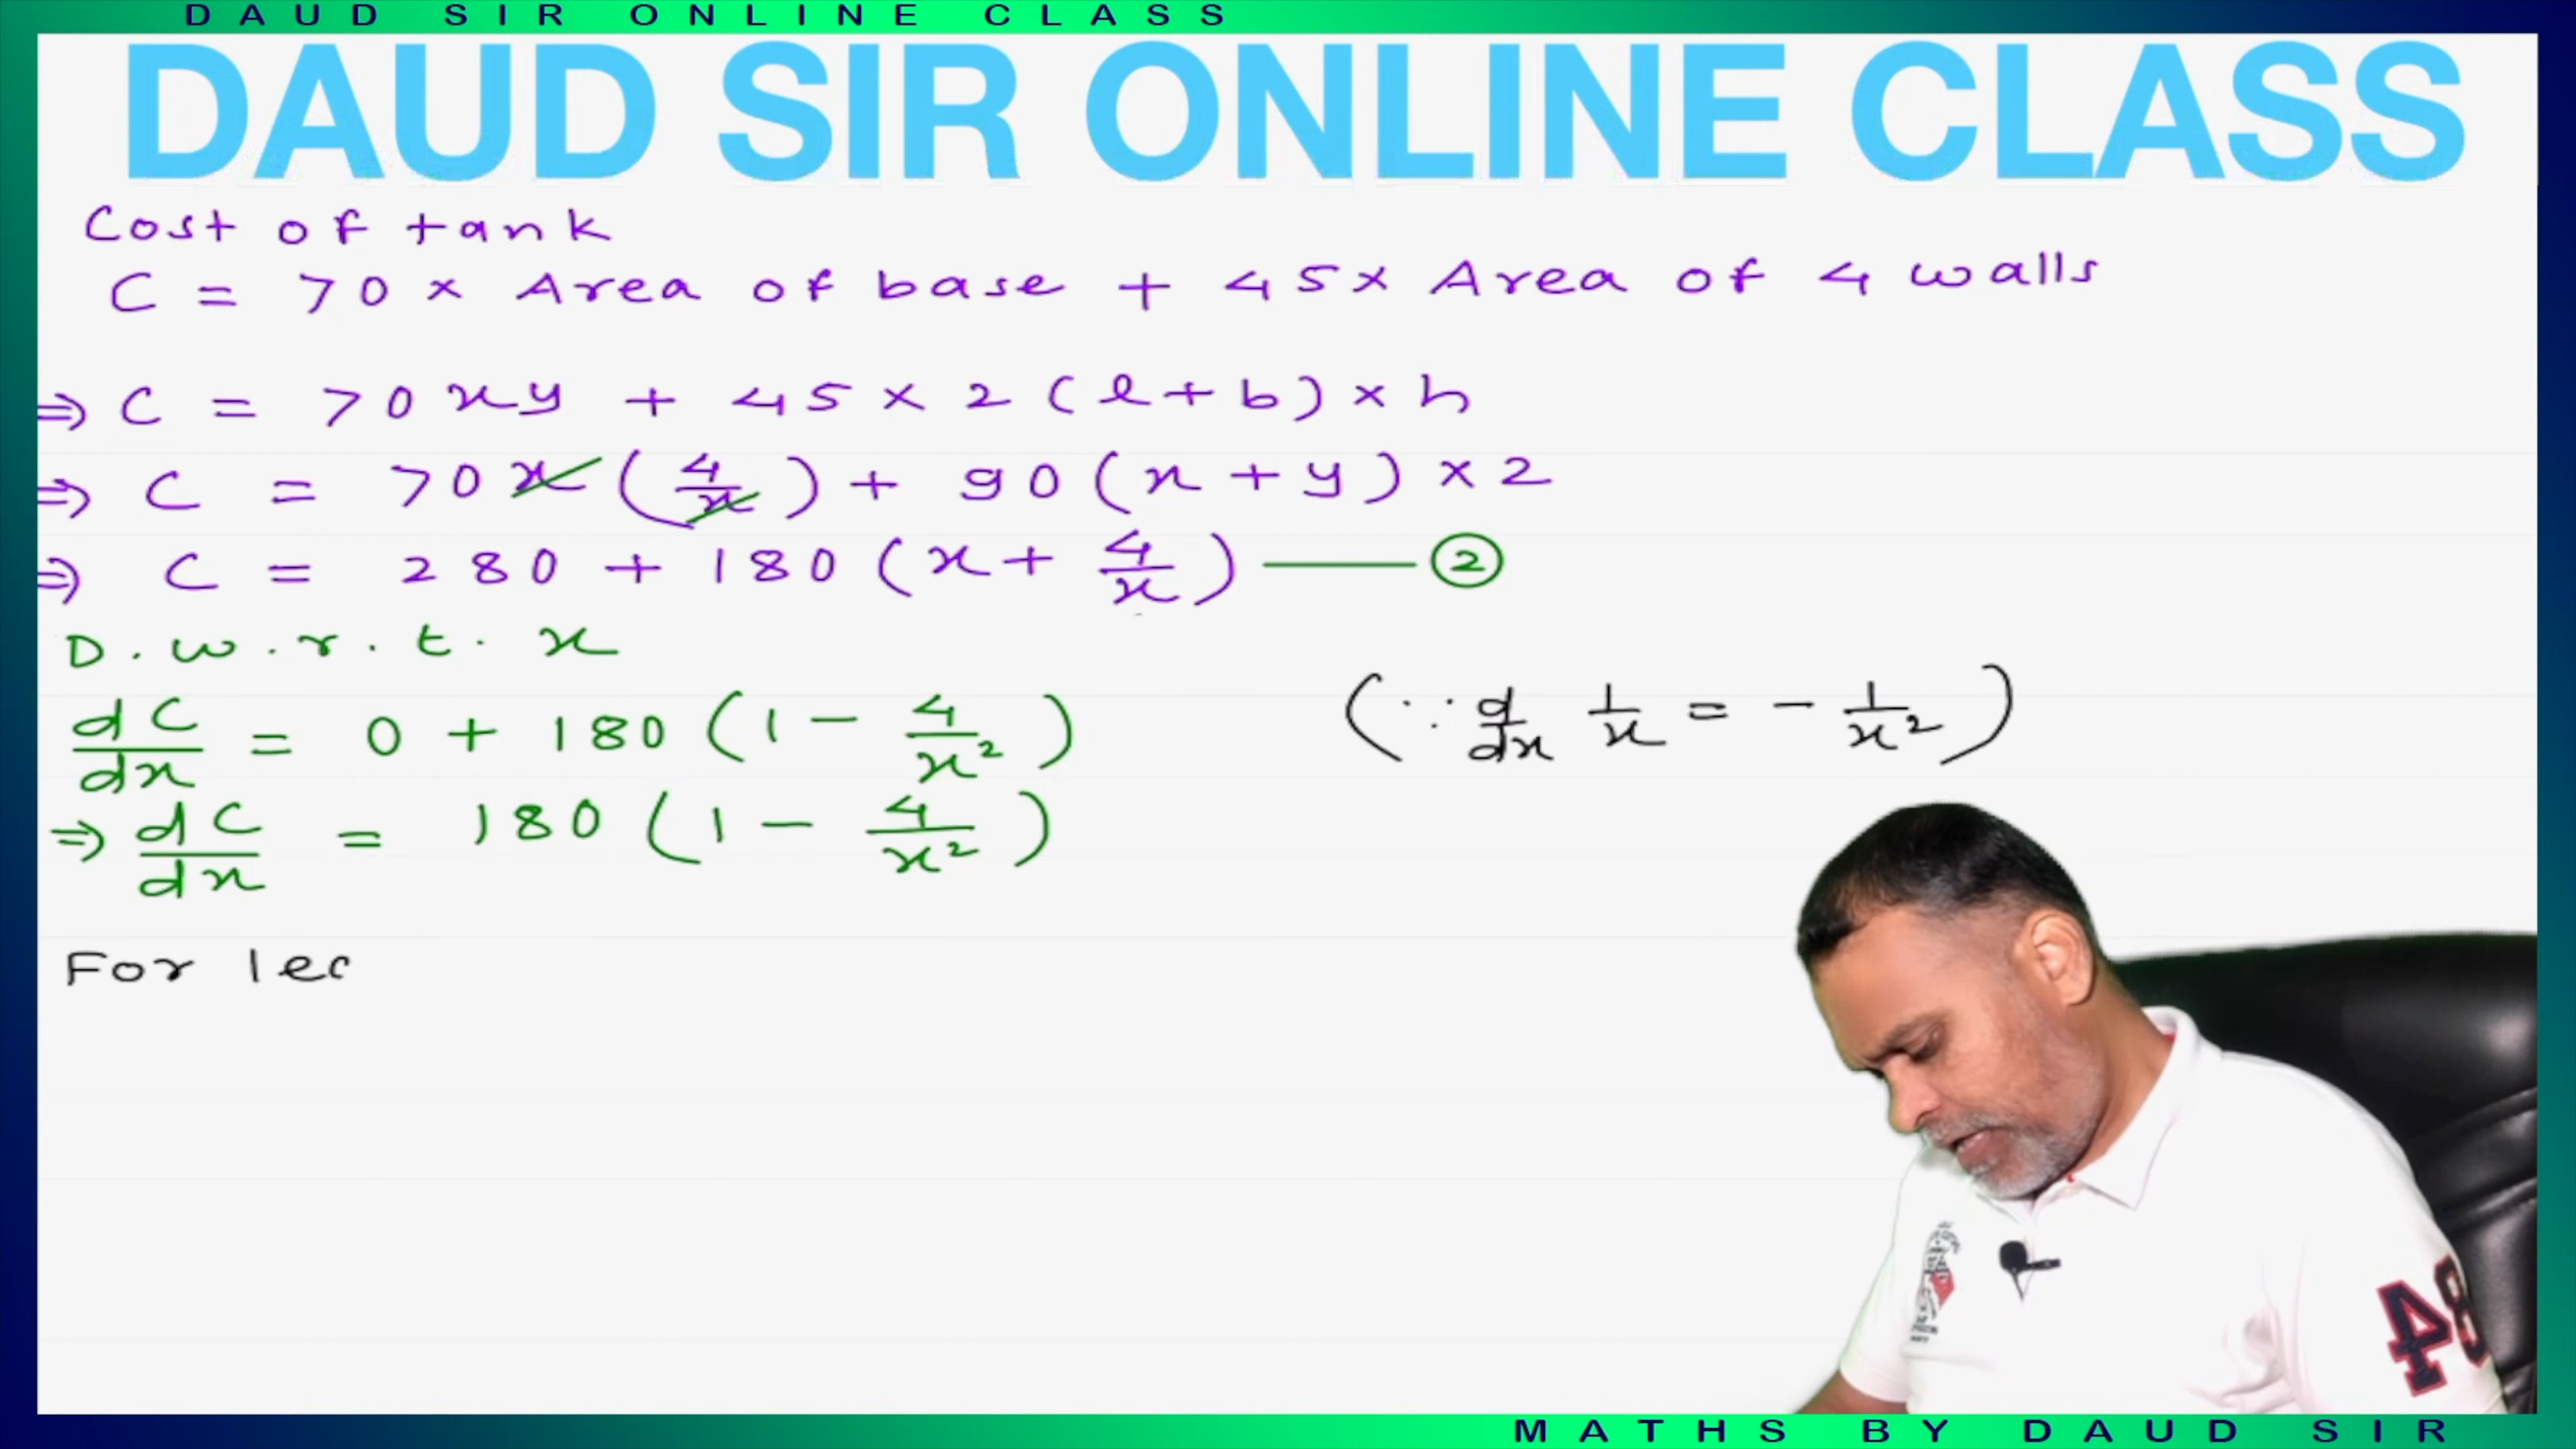 DAUD SIR ONLINE CLASS
DAUD SIR ONLINE CLASS
Cost of tank
C = 70 × Area of base + 45 × Area of 4 walls
⇒ C = 70xy + 45 × 2 (l + b) × h
⇒ C = 70x (4/x) + 90 (x + y) × 2
⇒ C = 280 + 180 (x + 4/x) —— ②
D.w.r.t. x
dC/dx = 0 + 180 (1 − 4/x²) (∵ d/dx 1/x = − 1/x²)
⇒ dC/dx = 180 (1 − 4/x²)
For lec
48
MATHS BY DAUD SIR